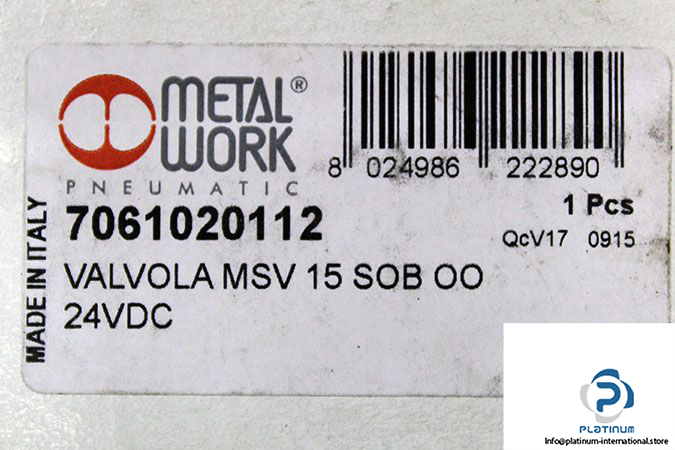 METAL®
WORK
PNEUMATIC
8 024986 222890
7061020112
1 Pcs
QcV17 0915
MADE IN ITALY
VALVOLA MSV 15 SOB OO
24VDC
PLATINUM
Info@platinum-international.store